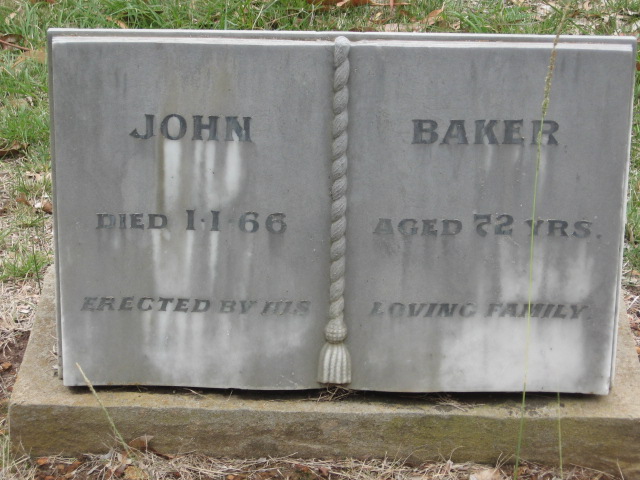 JOHN BAKER
DIED 1·1·66 AGED 72 YRS.
ERECTED BY HIS LOVING FAMILY.